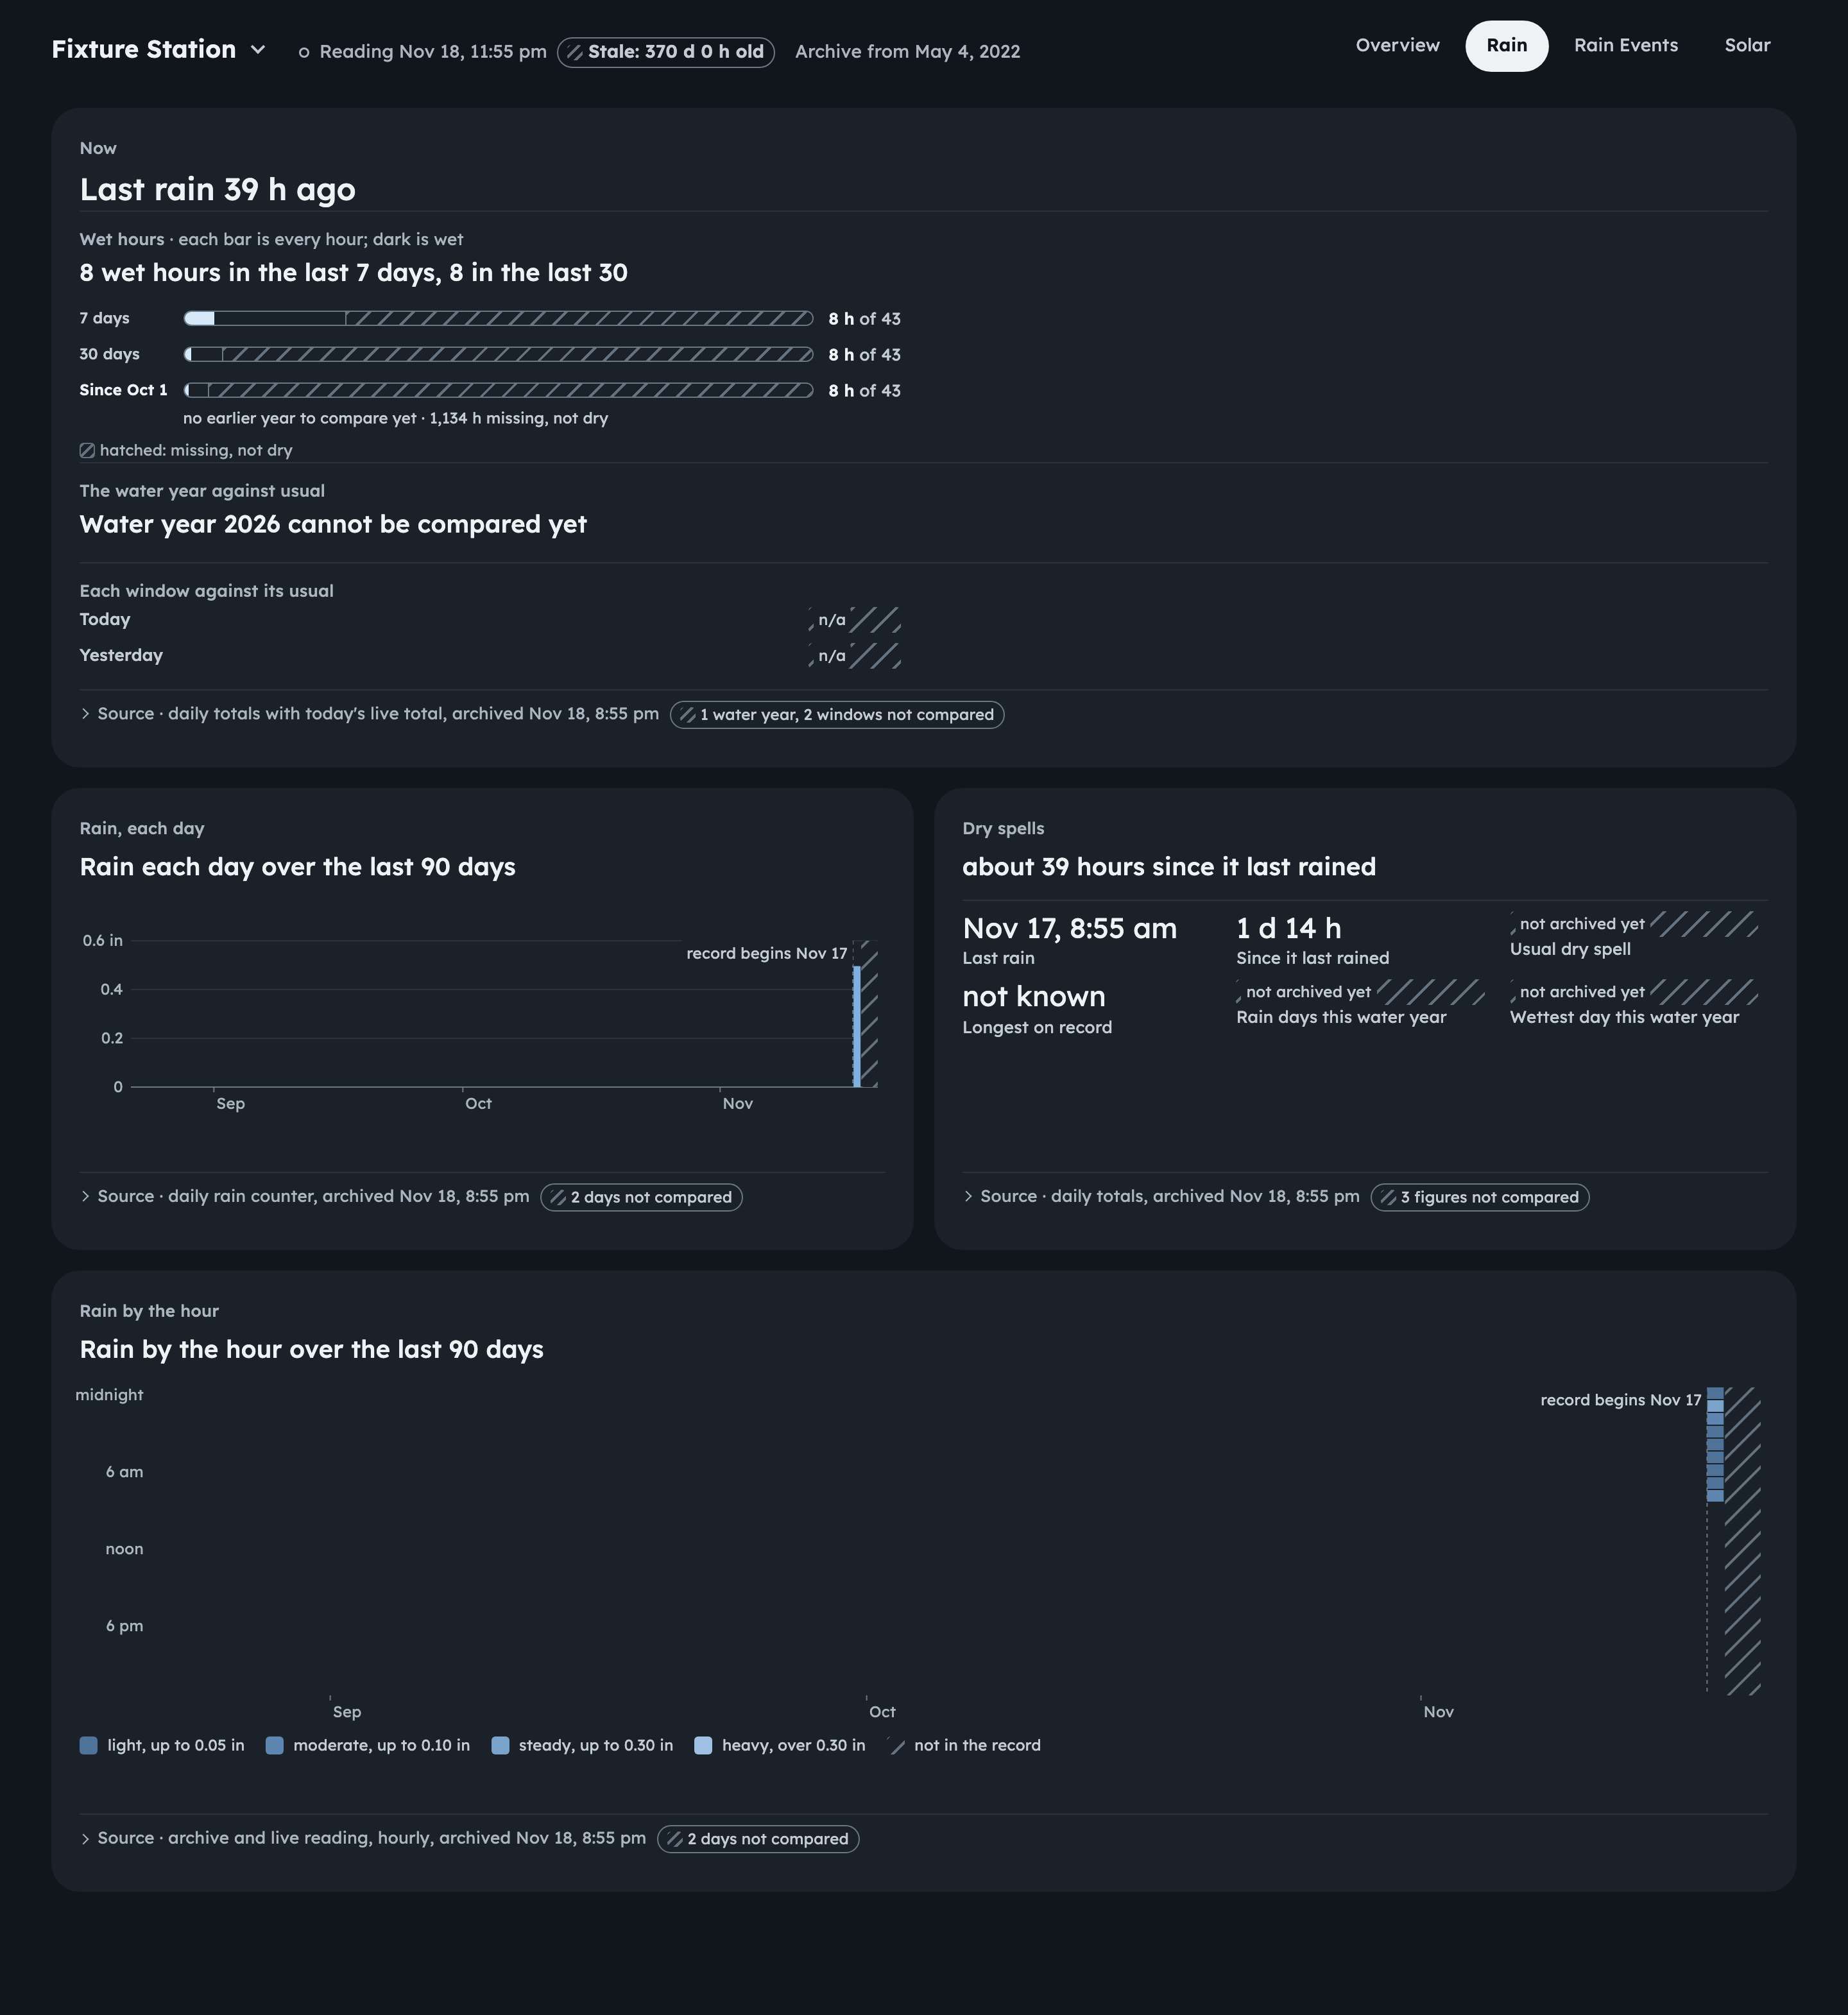 Fixture Station
Reading Nov 18, 11:55 pm
Stale: 370 d 0 h old
Archive from May 4, 2022
Overview
Rain
Rain Events
Solar
Now
Last rain 39 h ago
Wet hours · each bar is every hour; dark is wet
8 wet hours in the last 7 days, 8 in the last 30
7 days
8 h of 43
30 days
8 h of 43
Since Oct 1
8 h of 43
no earlier year to compare yet · 1,134 h missing, not dry
hatched: missing, not dry
The water year against usual
Water year 2026 cannot be compared yet
Each window against its usual
Today
n/a
Yesterday
n/a
Source · daily totals with today's live total, archived Nov 18, 8:55 pm
1 water year, 2 windows not compared
Rain, each day
Rain each day over the last 90 days
0.6 in
record begins Nov 17
0.4
0.2
0
Sep
Oct
Nov
Source · daily rain counter, archived Nov 18, 8:55 pm
2 days not compared
Dry spells
about 39 hours since it last rained
Nov 17, 8:55 am
Last rain
1 d 14 h
Since it last rained
not archived yet
Usual dry spell
not known
Longest on record
not archived yet
Rain days this water year
not archived yet
Wettest day this water year
Source · daily totals, archived Nov 18, 8:55 pm
3 figures not compared
Rain by the hour
Rain by the hour over the last 90 days
midnight
record begins Nov 17
6 am
noon
6 pm
Sep
Oct
Nov
light, up to 0.05 in
moderate, up to 0.10 in
steady, up to 0.30 in
heavy, over 0.30 in
not in the record
Source · archive and live reading, hourly, archived Nov 18, 8:55 pm
2 days not compared